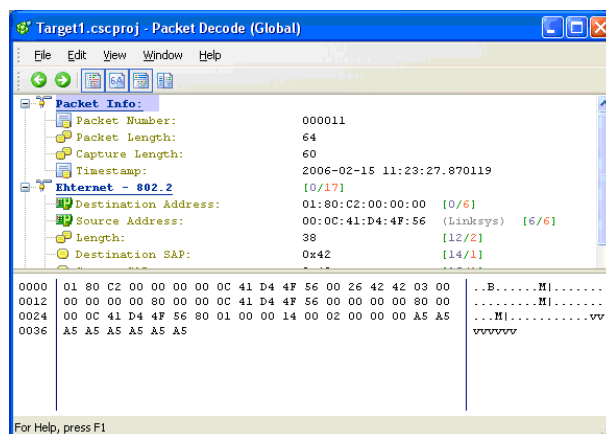 Target1.cscproj - Packet Decode (Global)
File Edit View Window Help
Packet Info:
Packet Number: 000011
Packet Length: 64
Capture Length: 60
Timestamp: 2006-02-15 11:23:27.870119
Ehternet - 802.2 [0/17]
Destination Address: 01:80:C2:00:00:00 [0/6]
Source Address: 00:0C:41:D4:4F:56 (Linksys) [6/6]
Length: 38 [12/2]
Destination SAP: 0x42 [14/1]
0000 01 80 C2 00 00 00 00 0C 41 D4 4F 56 00 26 42 42 03 00 ..B......M|.......
0012 00 00 00 00 80 00 00 0C 41 D4 4F 56 00 00 00 00 80 00 .........M|.......
0024 00 0C 41 D4 4F 56 80 01 00 00 14 00 02 00 00 00 A5 A5 ...M|...........vv
0036 A5 A5 A5 A5 A5 A5 vvvvvv
For Help, press F1